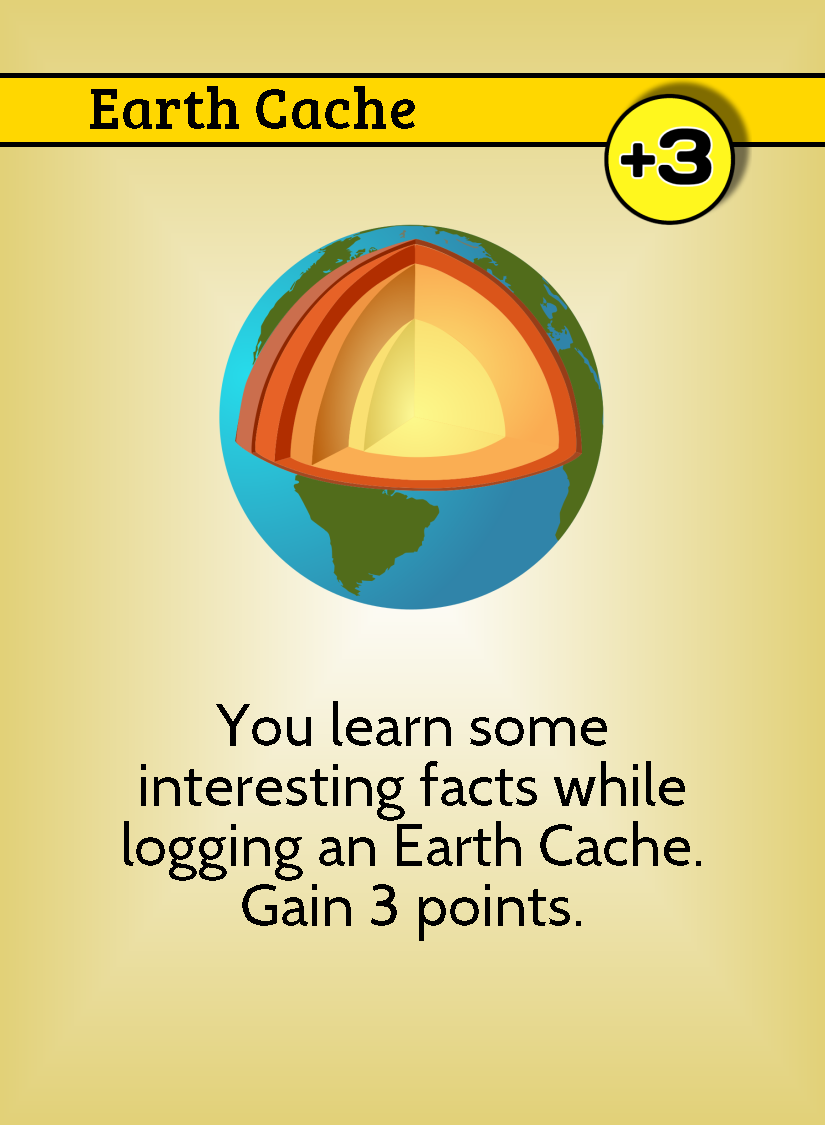 Earth Cache
+3
You learn some
interesting facts while
logging an Earth Cache.
Gain 3 points.